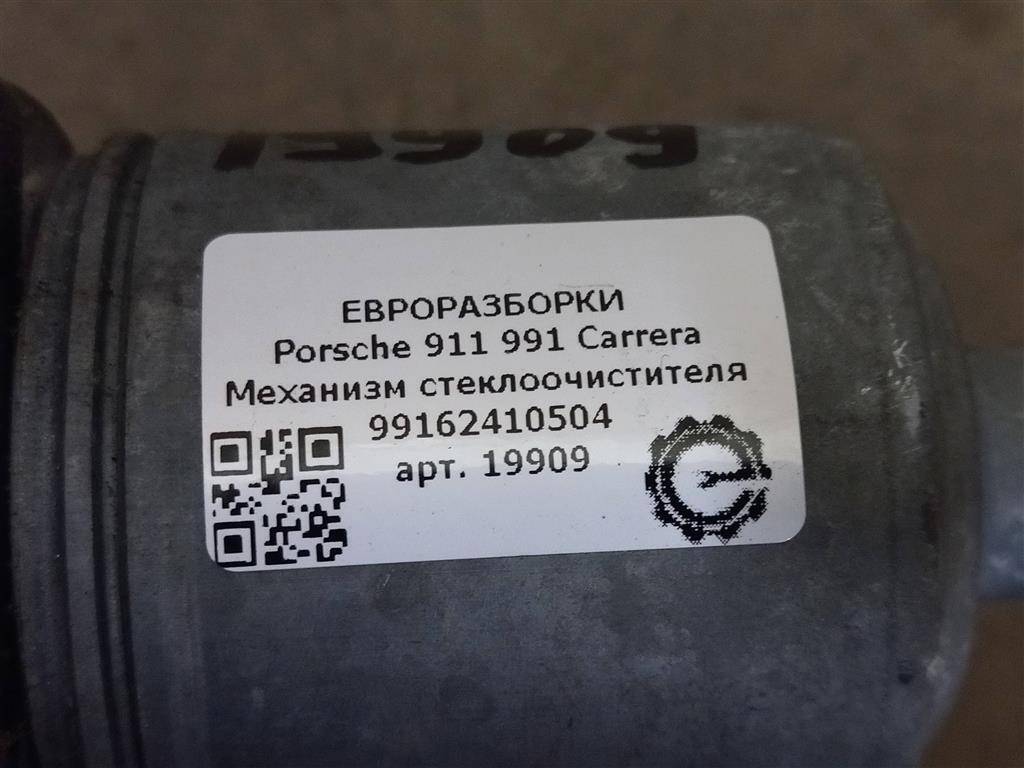 19909
ЕВРОРАЗБОРКИ
Porsche 911 991 Carrera
Механизм стеклоочистителя
99162410504
арт. 19909